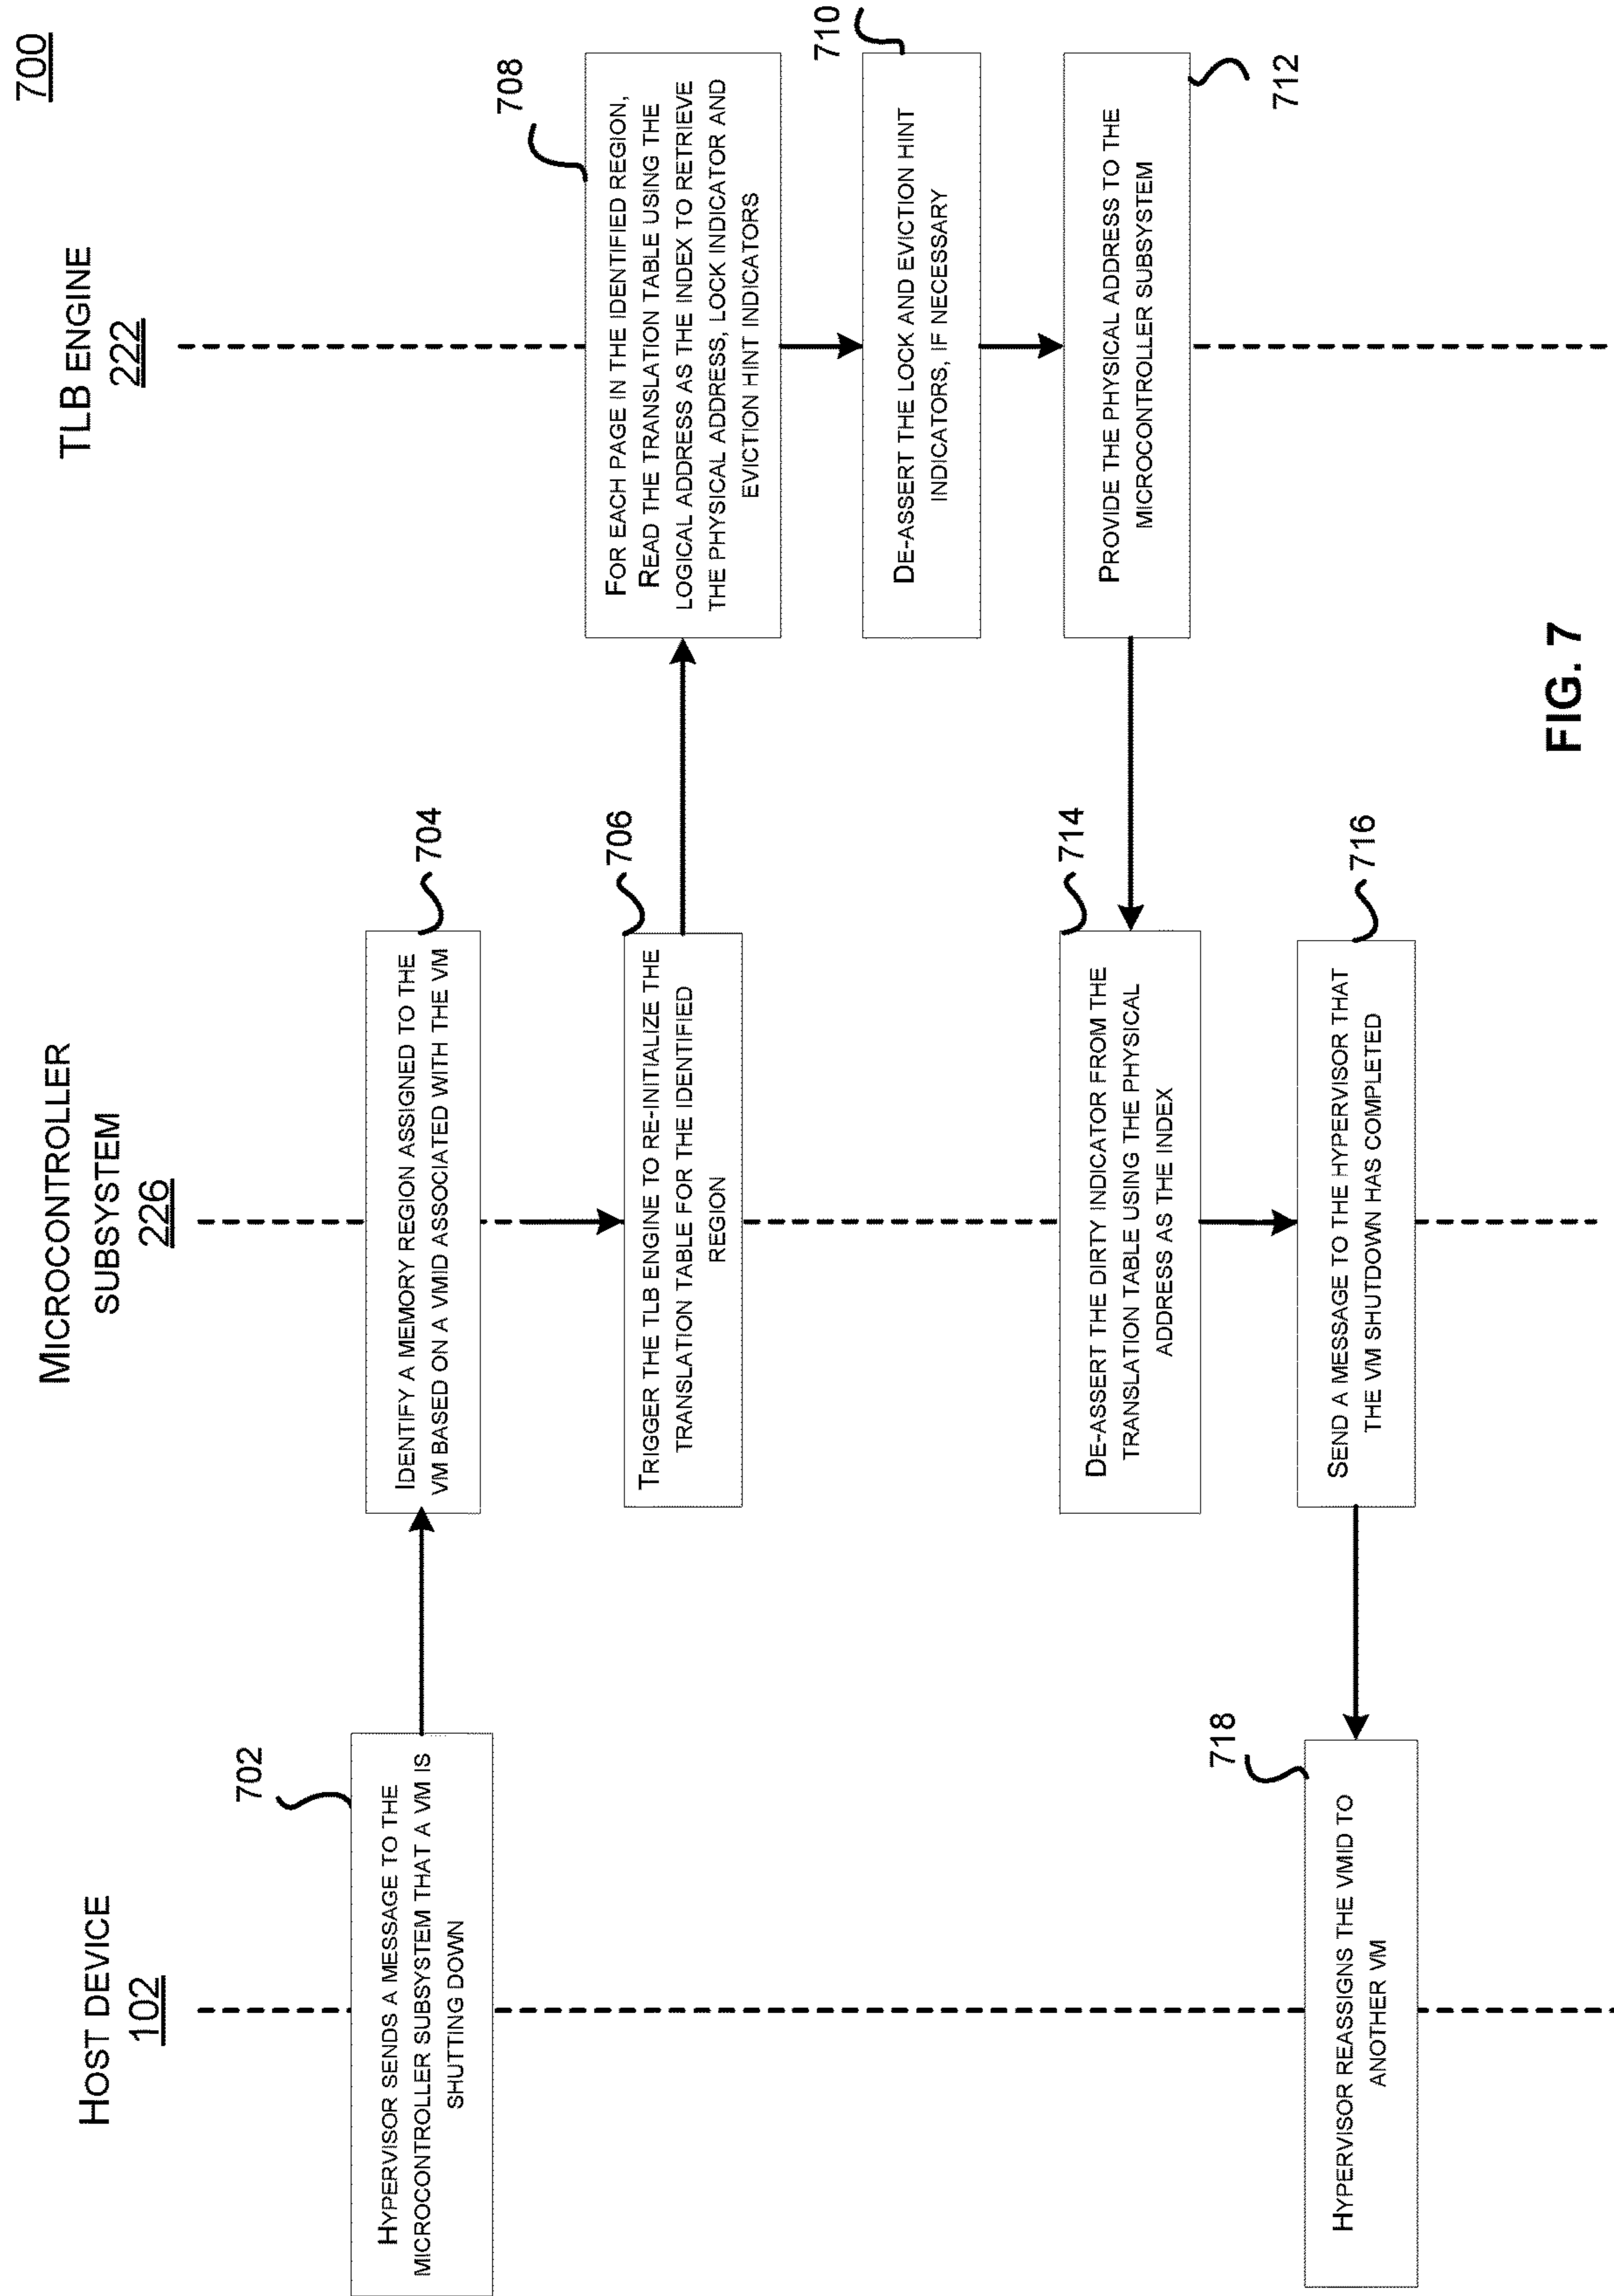 700
HOST DEVICE
102
MICROCONTROLLER
SUBSYSTEM
226
TLB ENGINE
222
702
HYPERVISOR SENDS A MESSAGE TO THE
MICROCONTROLLER SUBSYSTEM THAT A VM IS
SHUTTING DOWN
704
IDENTIFY A MEMORY REGION ASSIGNED TO THE
VM BASED ON A VMID ASSOCIATED WITH THE VM
706
TRIGGER THE TLB ENGINE TO RE-INITIALIZE THE
TRANSLATION TABLE FOR THE IDENTIFIED
REGION
708
FOR EACH PAGE IN THE IDENTIFIED REGION,
READ THE TRANSLATION TABLE USING THE
LOGICAL ADDRESS AS THE INDEX TO RETRIEVE
THE PHYSICAL ADDRESS, LOCK INDICATOR AND
EVICTION HINT INDICATORS
710
DE-ASSERT THE LOCK AND EVICTION HINT
INDICATORS, IF NECESSARY
712
PROVIDE THE PHYSICAL ADDRESS TO THE
MICROCONTROLLER SUBSYSTEM
714
DE-ASSERT THE DIRTY INDICATOR FROM THE
TRANSLATION TABLE USING THE PHYSICAL
ADDRESS AS THE INDEX
716
SEND A MESSAGE TO THE HYPERVISOR THAT
THE VM SHUTDOWN HAS COMPLETED
718
HYPERVISOR REASSIGNS THE VMID TO
ANOTHER VM
FIG. 7